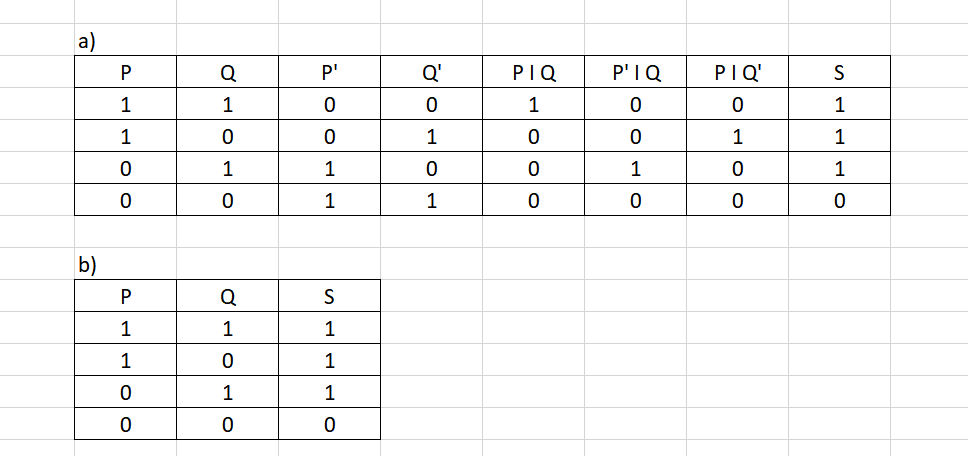 a)
P Q P' Q' P I Q P' I Q P I Q' S
1 1 0 0 1 0 0 1
1 0 0 1 0 0 1 1
0 1 1 0 0 1 0 1
0 0 1 1 0 0 0 0
b)
P Q S
1 1 1
1 0 1
0 1 1
0 0 0